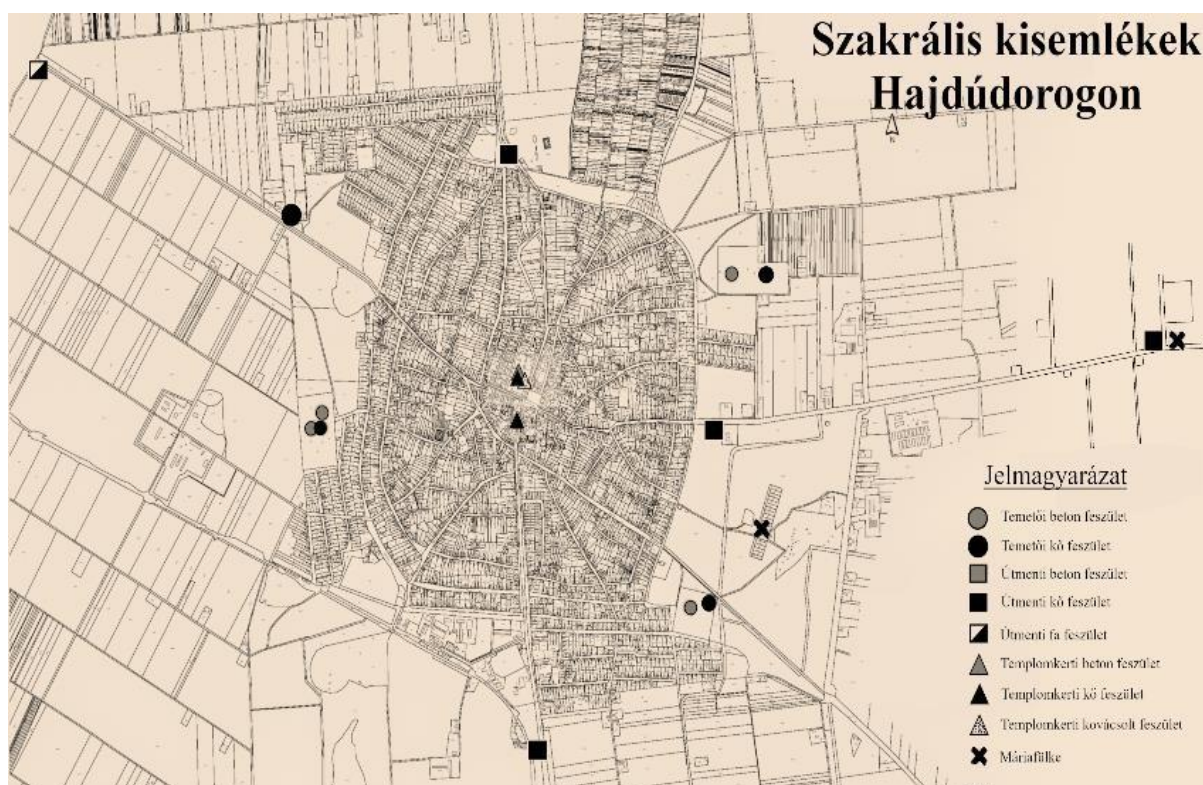 Szakrális kisemlékek
Hajdúdorogon
N
Jelmagyarázat
Temetői beton feszület
Temetői kő feszület
Útmenti beton feszület
Útmenti kő feszület
Útmenti fa feszület
Templomkerti beton feszület
Templomkerti kő feszület
Templomkerti kovácsolt feszület
Máriafülke